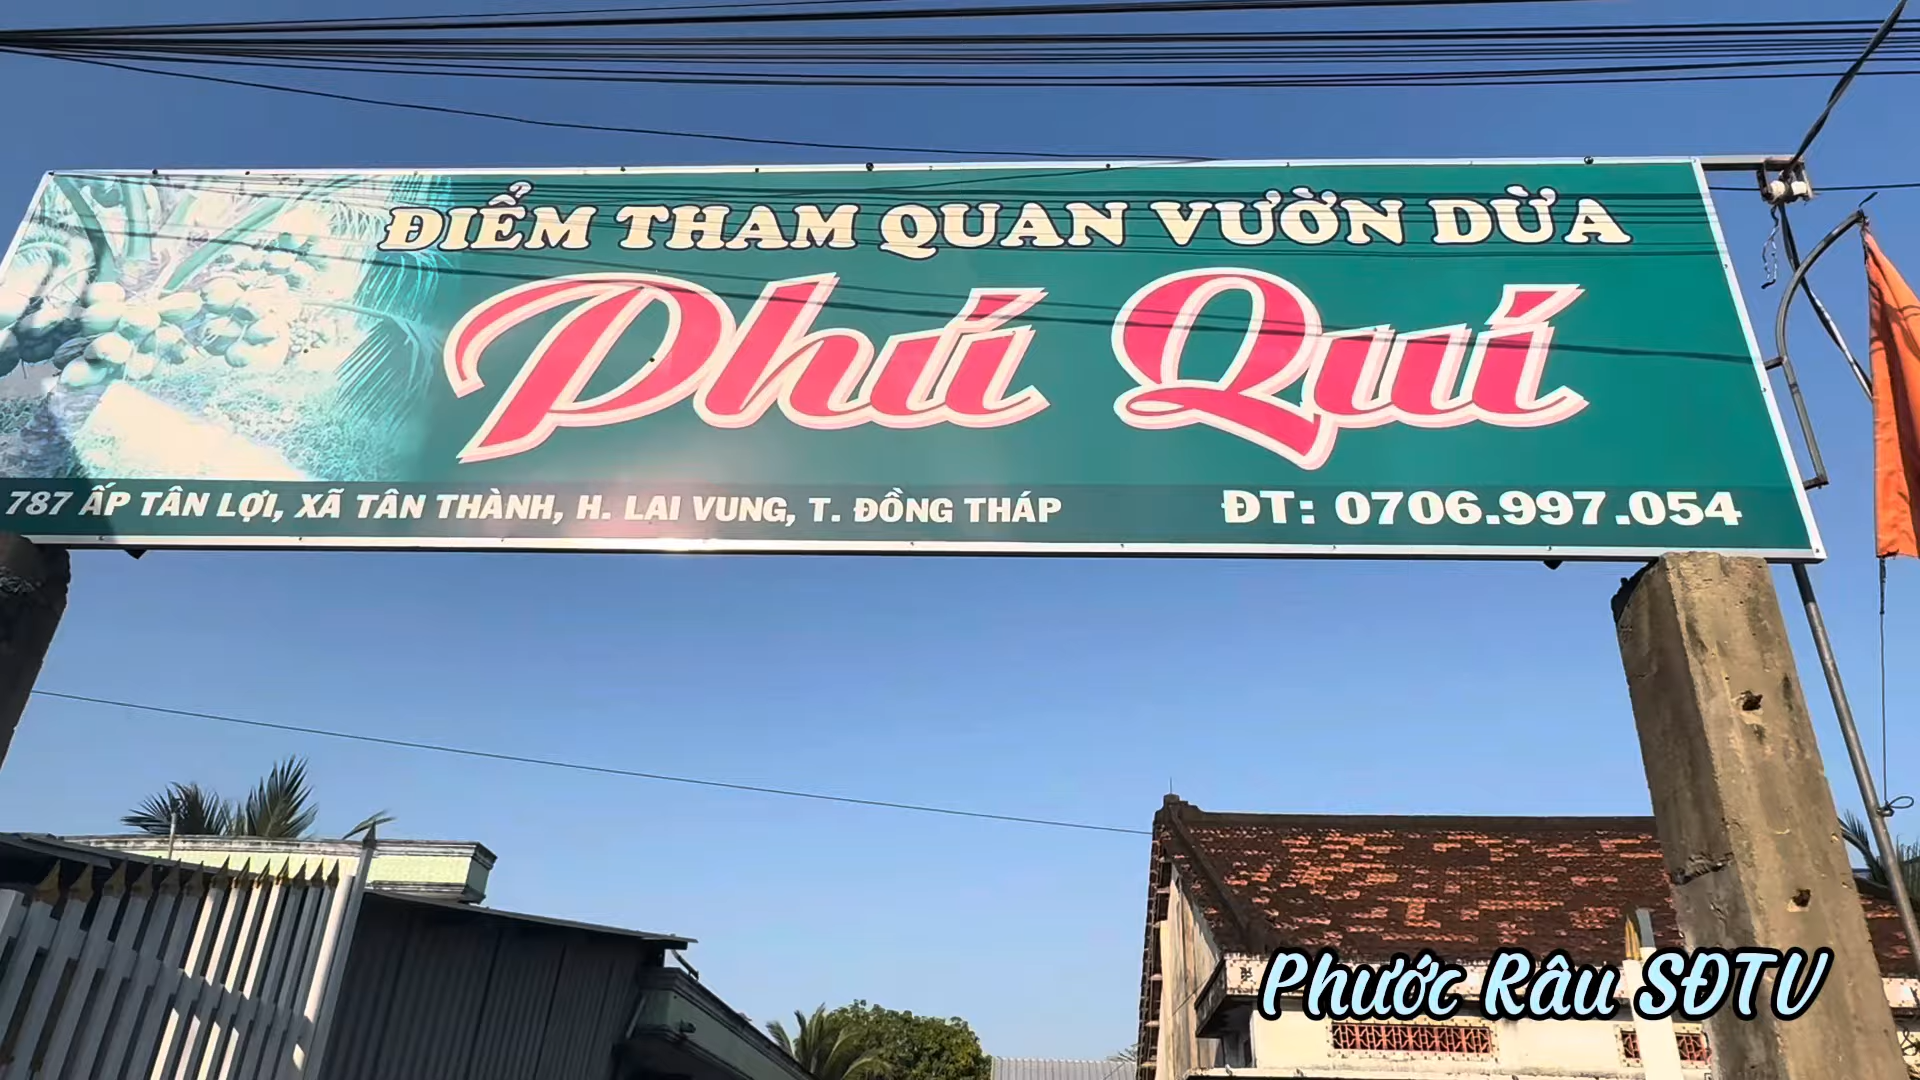 ĐIỂM THAM QUAN VƯỜN DỪA
Phú Quí
787 ẤP TÂN LỢI, XÃ TÂN THÀNH, H. LAI VUNG, T. ĐỒNG THÁP
ĐT: 0706.997.054
Phước Râu SĐTV